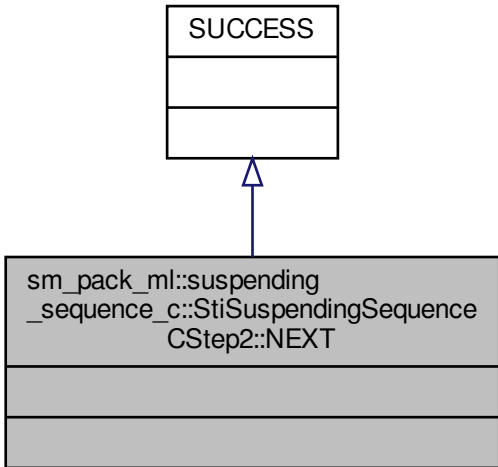 SUCCESS
sm_pack_ml::suspending
_sequence_c::StiSuspendingSequence
CStep2::NEXT